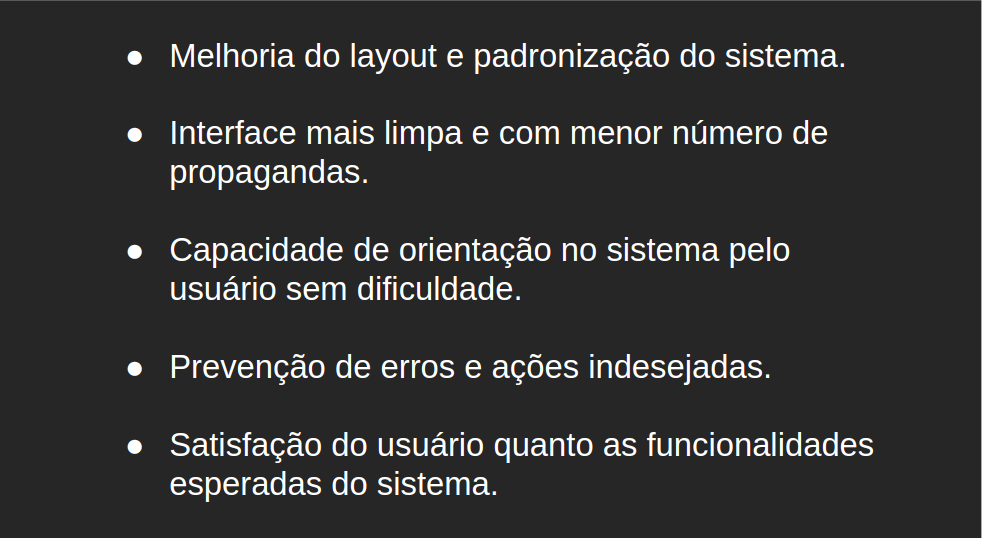 ● Melhoria do layout e padronização do sistema.
● Interface mais limpa e com menor número de
propagandas.
● Capacidade de orientação no sistema pelo
usuário sem dificuldade.
● Prevenção de erros e ações indesejadas.
● Satisfação do usuário quanto as funcionalidades
esperadas do sistema.